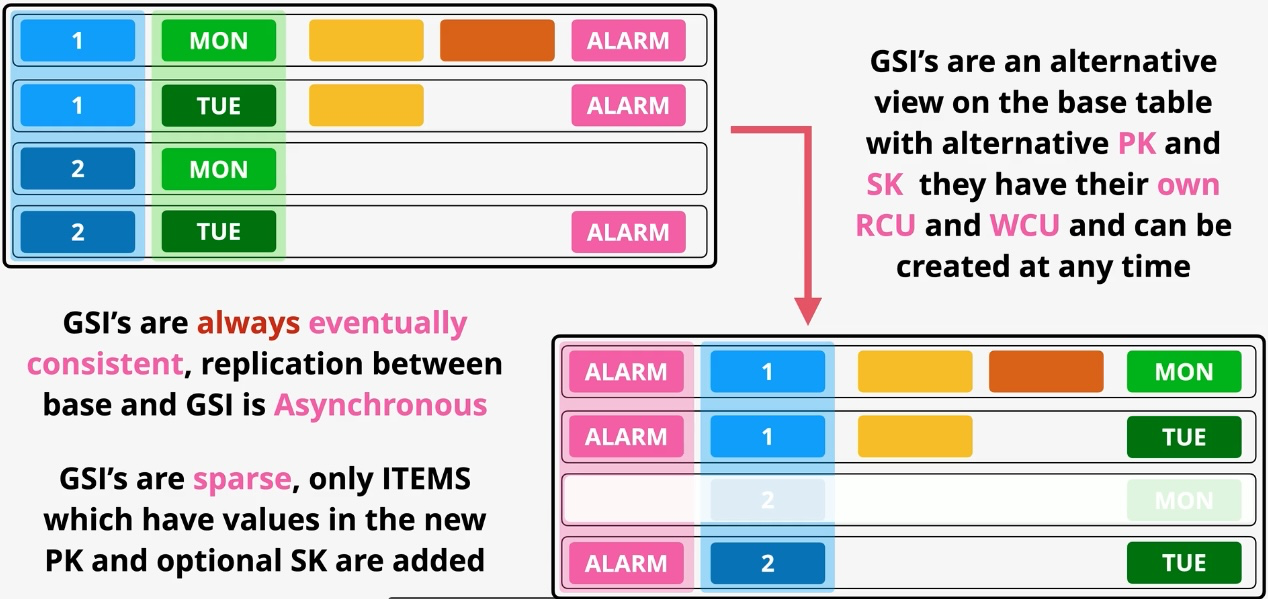 1 MON ALARM
1 TUE ALARM
2 MON
2 TUE ALARM
GSI’s are an alternative
view on the base table
with alternative PK and
SK they have their own
RCU and WCU and can be
created at any time
GSI’s are always eventually
consistent, replication between
base and GSI is Asynchronous
GSI’s are sparse, only ITEMS
which have values in the new
PK and optional SK are added
ALARM 1 MON
ALARM 1 TUE
2 MON
ALARM 2 TUE